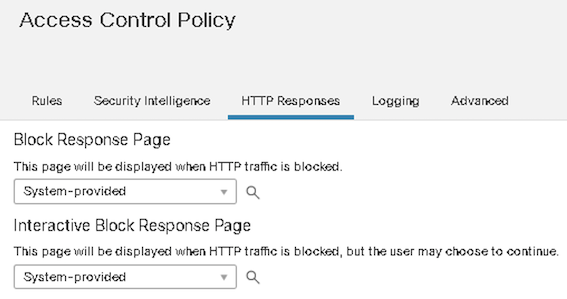 Access Control Policy
Rules Security Intelligence HTTP Responses Logging Advanced
Block Response Page
This page will be displayed when HTTP traffic is blocked.
System-provided
Interactive Block Response Page
This page will be displayed when HTTP traffic is blocked, but the user may choose to continue.
System-provided